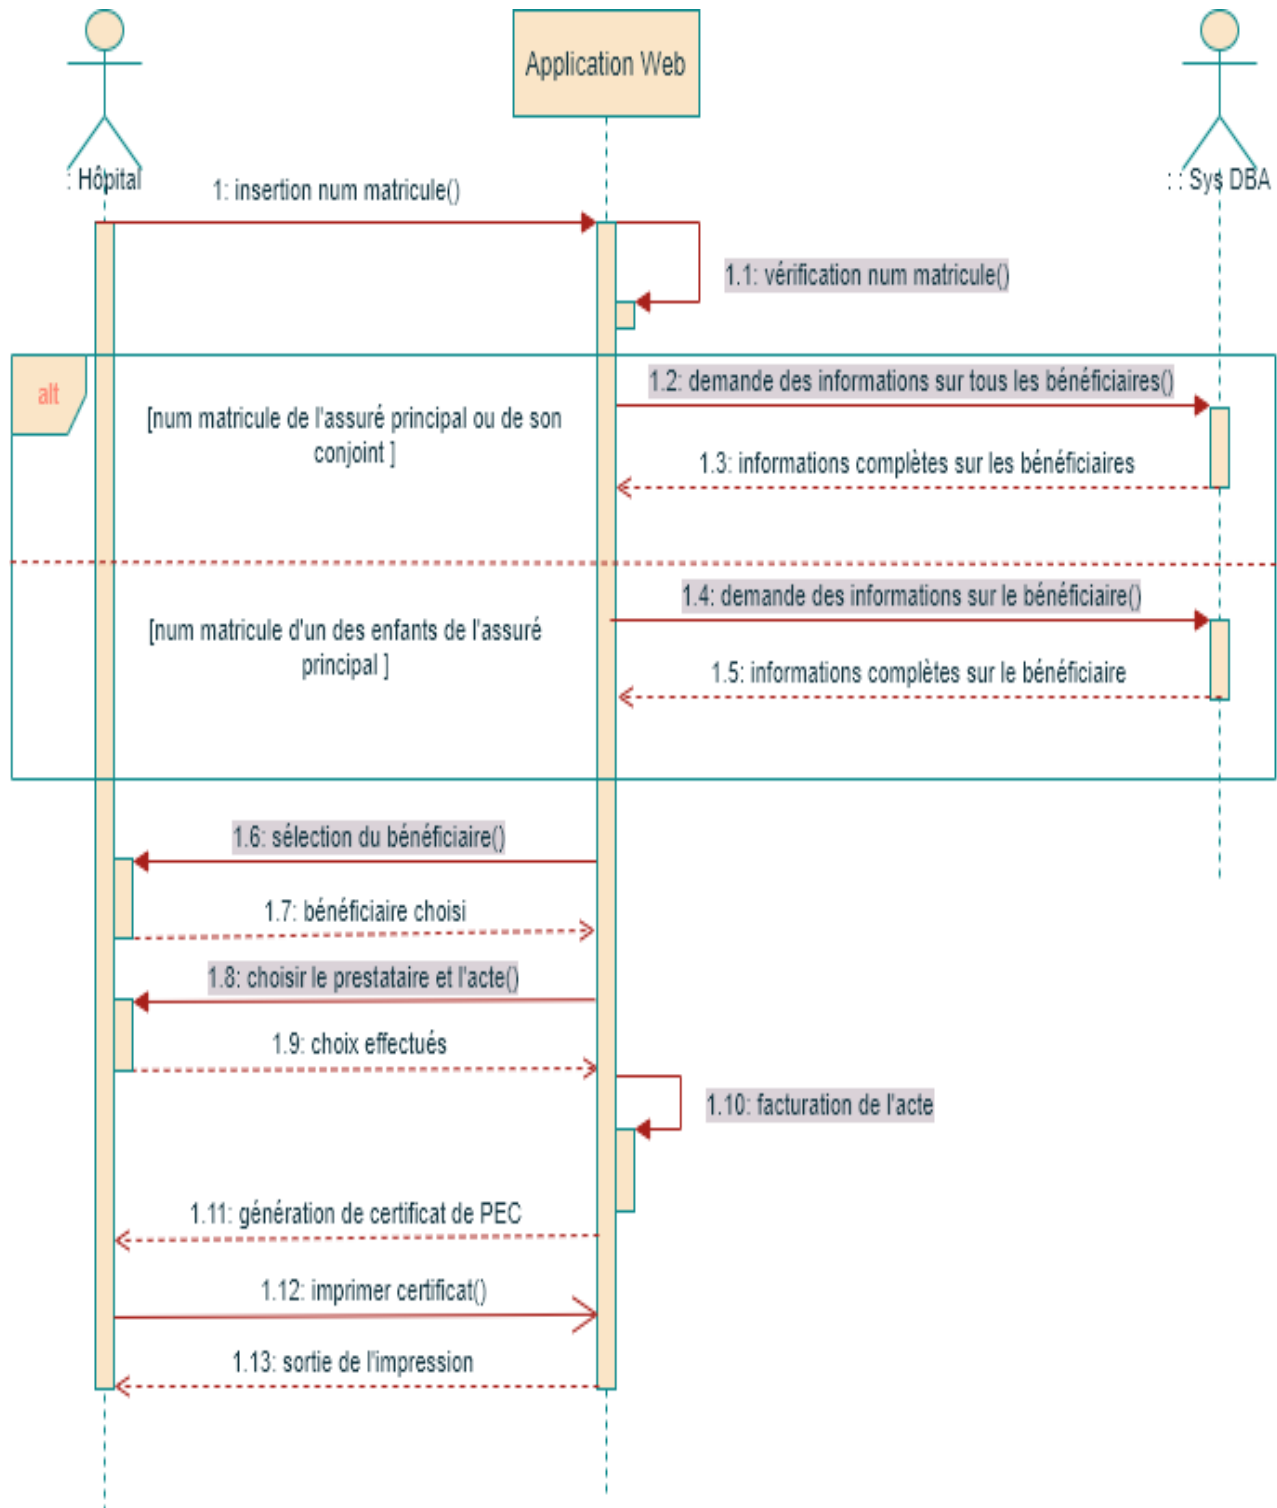 Application Web
: Hôpital
: : Sys DBA
1: insertion num matricule()
1.1: vérification num matricule()
alt
1.2: demande des informations sur tous les bénéficiaires()
[num matricule de l'assuré principal ou de son
conjoint ]
1.3: informations complètes sur les bénéficiaires
1.4: demande des informations sur le bénéficiaire()
[num matricule d'un des enfants de l'assuré
principal ]
1.5: informations complètes sur le bénéficiaire
1.6: sélection du bénéficiaire()
1.7: bénéficiaire choisi
1.8: choisir le prestataire et l'acte()
1.9: choix effectués
1.10: facturation de l'acte
1.11: génération de certificat de PEC
1.12: imprimer certificat()
1.13: sortie de l'impression